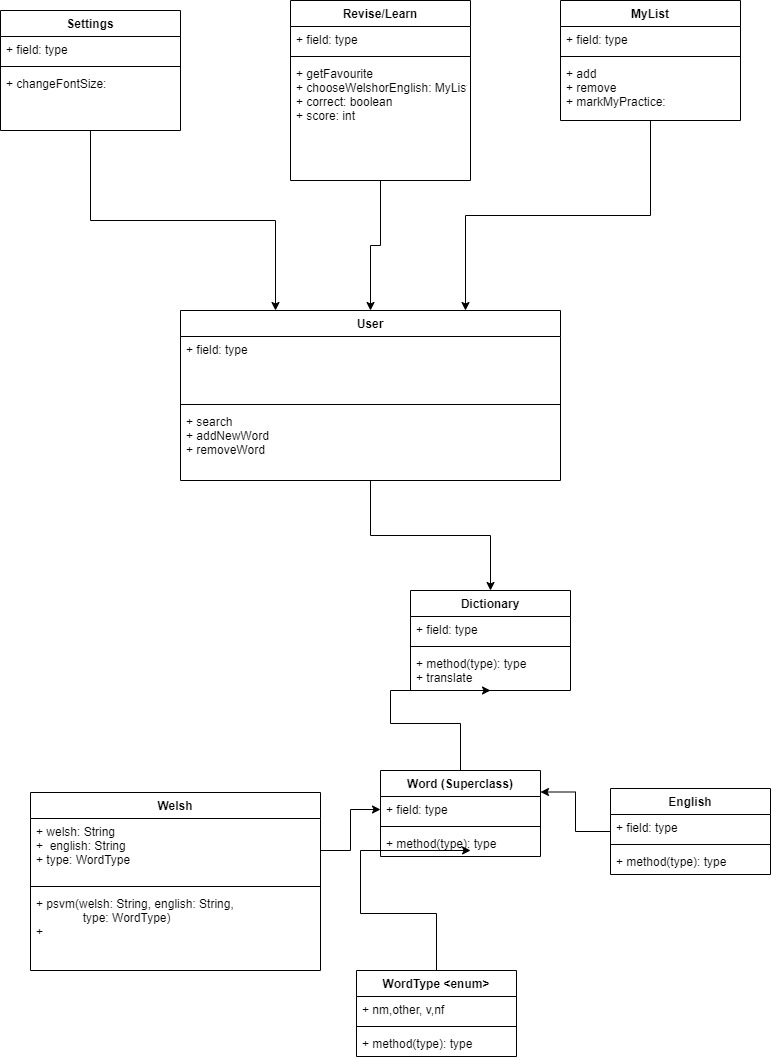 Settings
+ field: type
+ changeFontSize:
Revise/Learn
+ field: type
+ getFavourite
+ chooseWelshorEnglish: MyLis
+ correct: boolean
+ score: int
MyList
+ field: type
+ add
+ remove
+ markMyPractice:
User
+ field: type
+ search
+ addNewWord
+ removeWord
Dictionary
+ field: type
+ method(type): type
+ translate
Word (Superclass)
+ field: type
+ method(type): type
Welsh
+ welsh: String
+ english: String
+ type: WordType
+ psvm(welsh: String, english: String,
type: WordType)
+
English
+ field: type
+ method(type): type
WordType <enum>
+ nm,other, v,nf
+ method(type): type